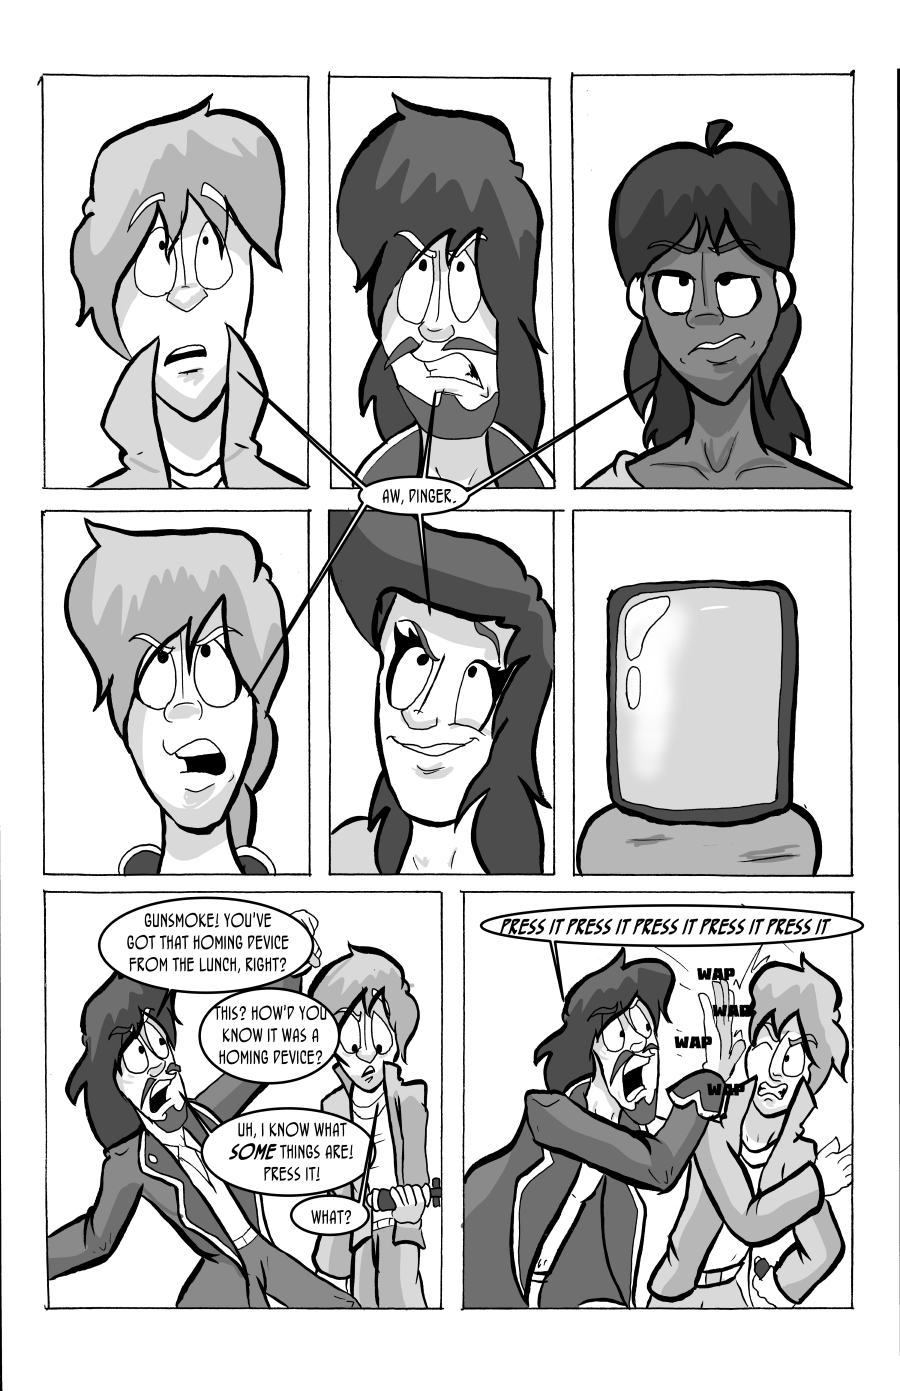 AW, DINGER.
GUNSMOKE! YOU'VE
GOT THAT HOMING DEVICE
FROM THE LUNCH, RIGHT?
THIS? HOW'D YOU
KNOW IT WAS A
HOMING DEVICE?
UH, I KNOW WHAT
SOME THINGS ARE!
PRESS IT!
WHAT?
PRESS IT PRESS IT PRESS IT PRESS IT PRESS IT
WAP
WAP
WAP
WAP